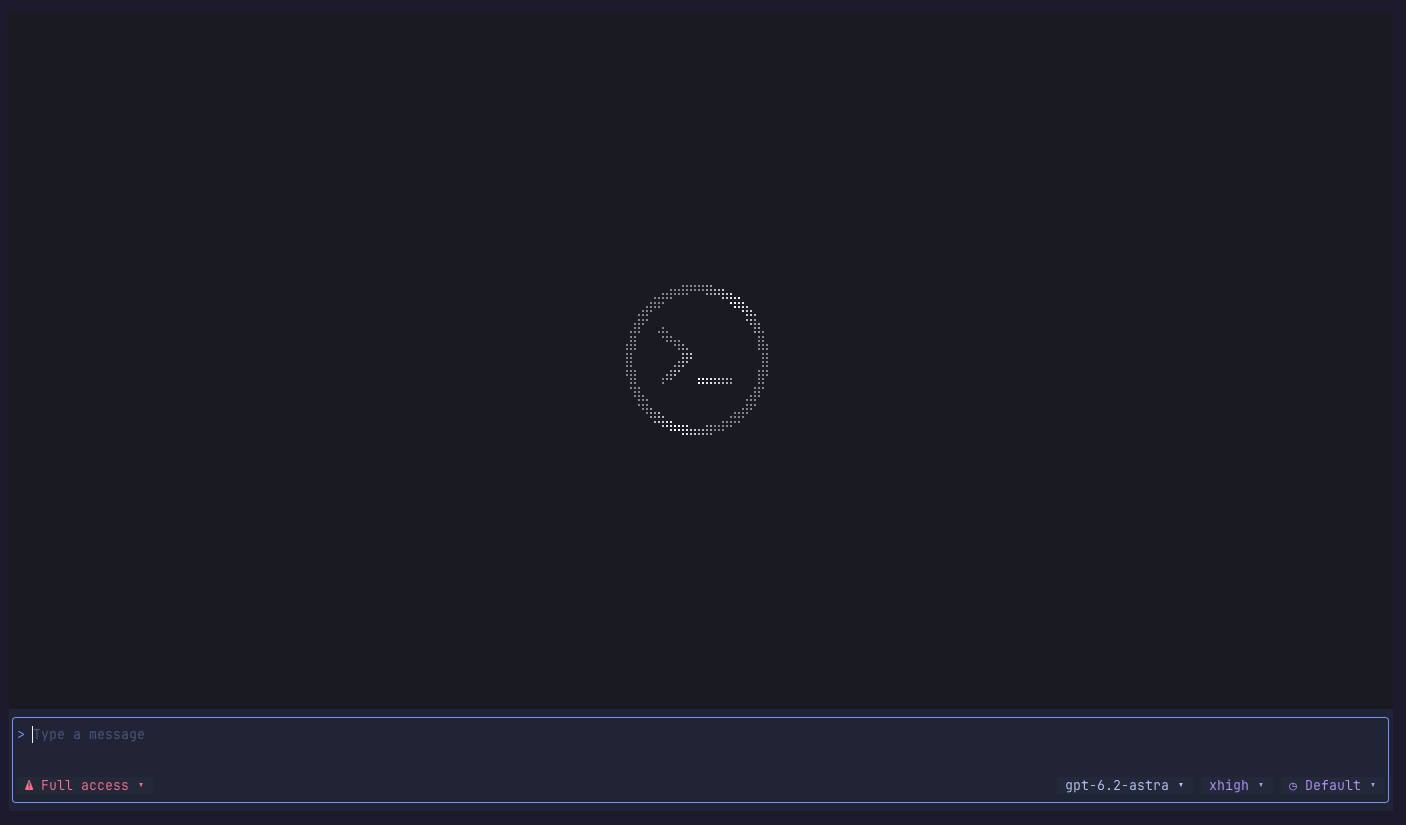 > Type a message
Full access ▾ gpt-6.2-astra ▾ xhigh ▾ Default ▾